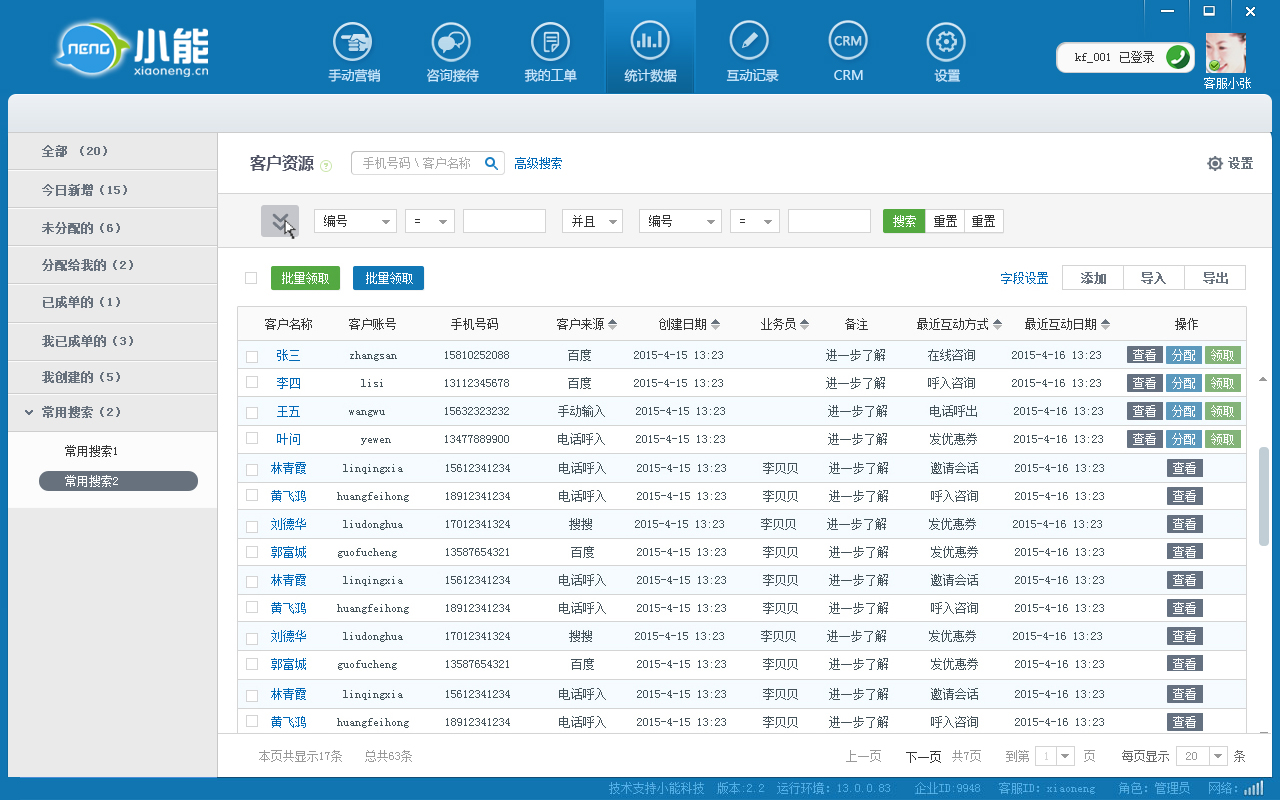 NENG 小能
xiaoneng.cn
手动营销 咨询接待 我的工单 统计数据 互动记录 CRM CRM 设置
kf_001 已登录
客服小张
全部 (20)
今日新增 (15)
未分配的 (6)
分配给我的 (2)
已成单的 (1)
我已成单的 (3)
我创建的 (5)
常用搜索 (2)
常用搜索1
常用搜索2
客户资源 ? 手机号码 \ 客户名称 高级搜索 设置
编号 = 并且 编号 = 搜索 重置 重置
批量领取 批量领取 字段设置 添加 导入 导出
客户名称 客户账号 手机号码 客户来源 创建日期 业务员 备注 最近互动方式 最近互动日期 操作
张三 zhangsan 15810252088 百度 2015-4-15 13:23 进一步了解 在线咨询 2015-4-16 13:23 查看 分配 领取
李四 lisi 13112345678 百度 2015-4-15 13:23 进一步了解 呼入咨询 2015-4-16 13:23 查看 分配 领取
王五 wangwu 15632323232 手动输入 2015-4-15 13:23 进一步了解 电话呼出 2015-4-16 13:23 查看 分配 领取
叶问 yewen 13477889900 电话呼入 2015-4-15 13:23 进一步了解 发优惠券 2015-4-16 13:23 查看 分配 领取
林青霞 linqingxia 15612341234 电话呼入 2015-4-15 13:23 李贝贝 进一步了解 邀请会话 2015-4-16 13:23 查看
黄飞鸿 huangfeihong 18912341234 电话呼入 2015-4-15 13:23 李贝贝 进一步了解 呼入咨询 2015-4-16 13:23 查看
刘德华 liudonghua 17012341324 搜搜 2015-4-15 13:23 李贝贝 进一步了解 发优惠券 2015-4-16 13:23 查看
郭富城 guofucheng 13587654321 百度 2015-4-15 13:23 李贝贝 进一步了解 发优惠券 2015-4-16 13:23 查看
林青霞 linqingxia 15612341234 电话呼入 2015-4-15 13:23 李贝贝 进一步了解 邀请会话 2015-4-16 13:23 查看
黄飞鸿 huangfeihong 18912341234 电话呼入 2015-4-15 13:23 李贝贝 进一步了解 呼入咨询 2015-4-16 13:23 查看
刘德华 liudonghua 17012341324 搜搜 2015-4-15 13:23 李贝贝 进一步了解 发优惠券 2015-4-16 13:23 查看
郭富城 guofucheng 13587654321 百度 2015-4-15 13:23 李贝贝 进一步了解 发优惠券 2015-4-16 13:23 查看
林青霞 linqingxia 15612341234 电话呼入 2015-4-15 13:23 李贝贝 进一步了解 邀请会话 2015-4-16 13:23 查看
黄飞鸿 huangfeihong 18912341234 电话呼入 2015-4-15 13:23 李贝贝 进一步了解 呼入咨询 2015-4-16 13:23 查看
本页共显示17条 总共63条 上一页 下一页 共7页 到第 1 页 每页显示 20 条
技术支持小能科技 版本:2.2 运行环境: 13.0.0.83 企业ID:9948 客服ID: xiaoneng 角色: 管理员 网络: